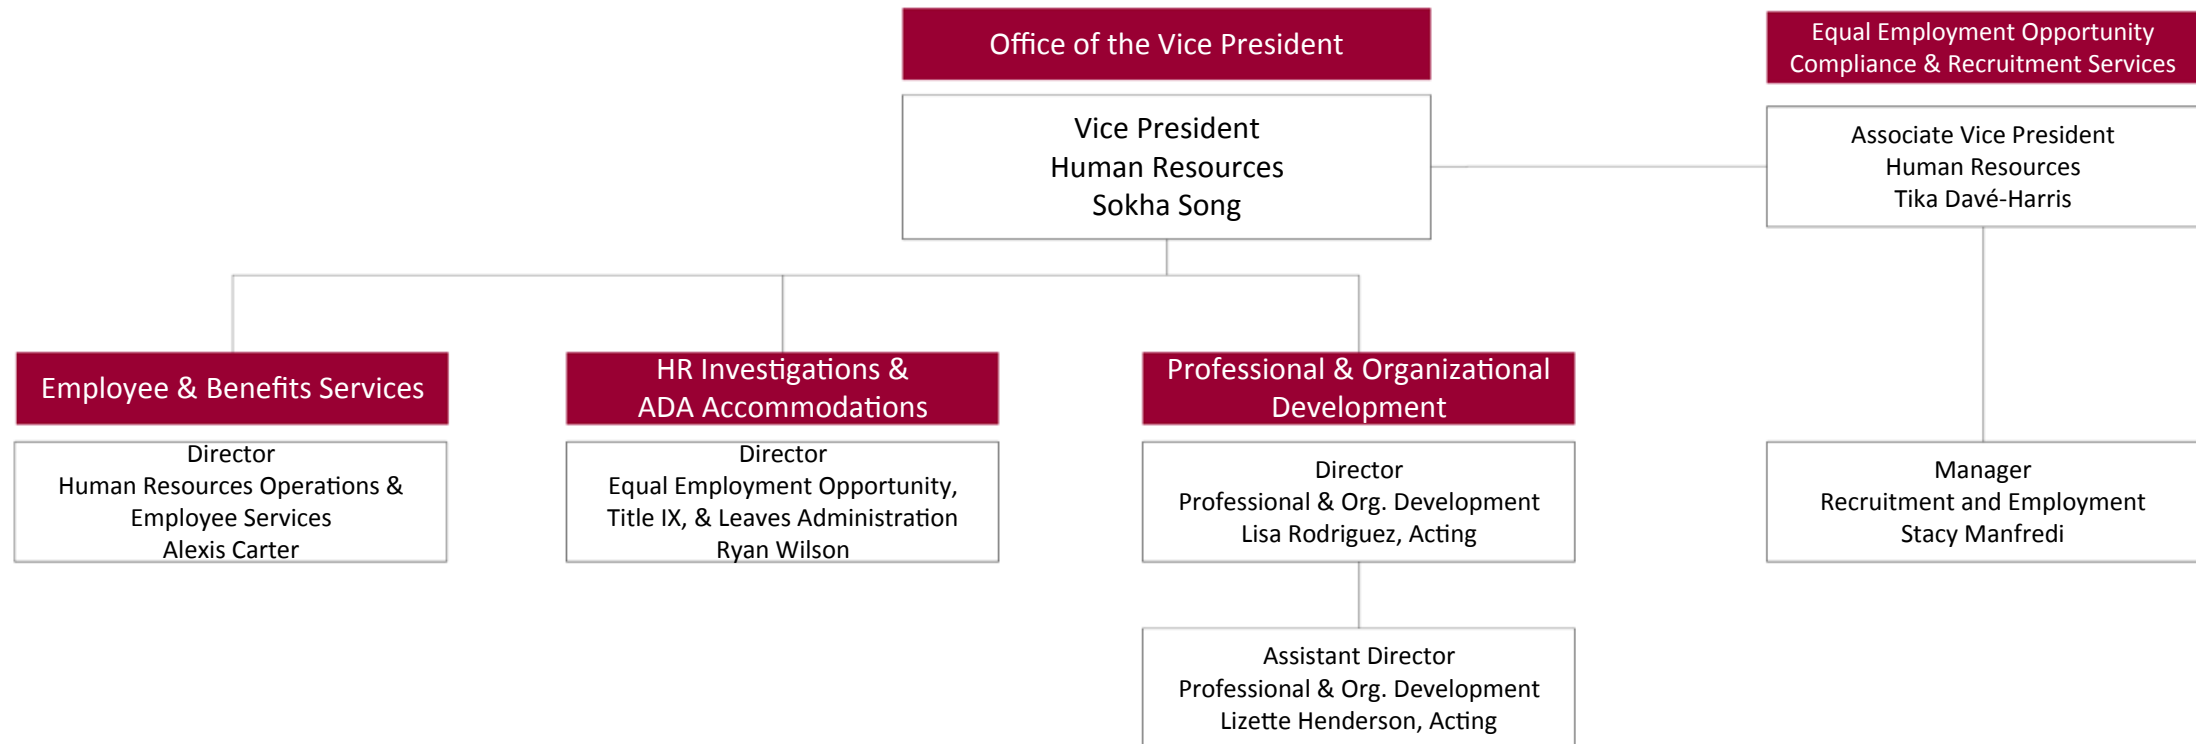 Office of the Vice President
Vice President
Human Resources
Sokha Song
Equal Employment Opportunity
Compliance & Recruitment Services
Associate Vice President
Human Resources
Tika Davé-Harris
Employee & Benefits Services
Director
Human Resources Operations &
Employee Services
Alexis Carter
HR Investigations &
ADA Accommodations
Director
Equal Employment Opportunity,
Title IX, & Leaves Administration
Ryan Wilson
Professional & Organizational
Development
Director
Professional & Org. Development
Lisa Rodriguez, Acting
Manager
Recruitment and Employment
Stacy Manfredi
Assistant Director
Professional & Org. Development
Lizette Henderson, Acting